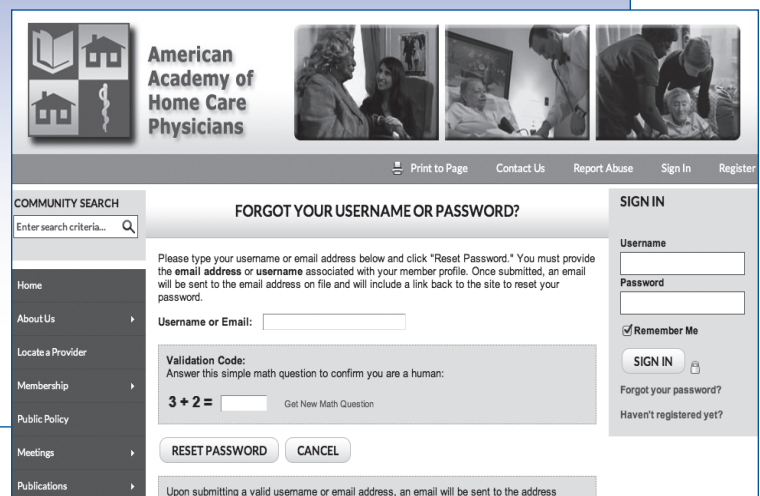 American
Academy of
Home Care
Physicians
Print to Page Contact Us Report Abuse Sign In Register
COMMUNITY SEARCH
Enter search criteria...
Home
About Us
Locate a Provider
Membership
Public Policy
Meetings
Publications
FORGOT YOUR USERNAME OR PASSWORD?
Please type your username or email address below and click "Reset Password." You must provide
the email address or username associated with your member profile. Once submitted, an email
will be sent to the email address on file and will include a link back to the site to reset your
password.
Username or Email:
Validation Code:
Answer this simple math question to confirm you are a human:
3 + 2 = Get New Math Question
RESET PASSWORD CANCEL
Upon submitting a valid username or email address, an email will be sent to the address
SIGN IN
Username
Password
Remember Me
SIGN IN
Forgot your password?
Haven't registered yet?